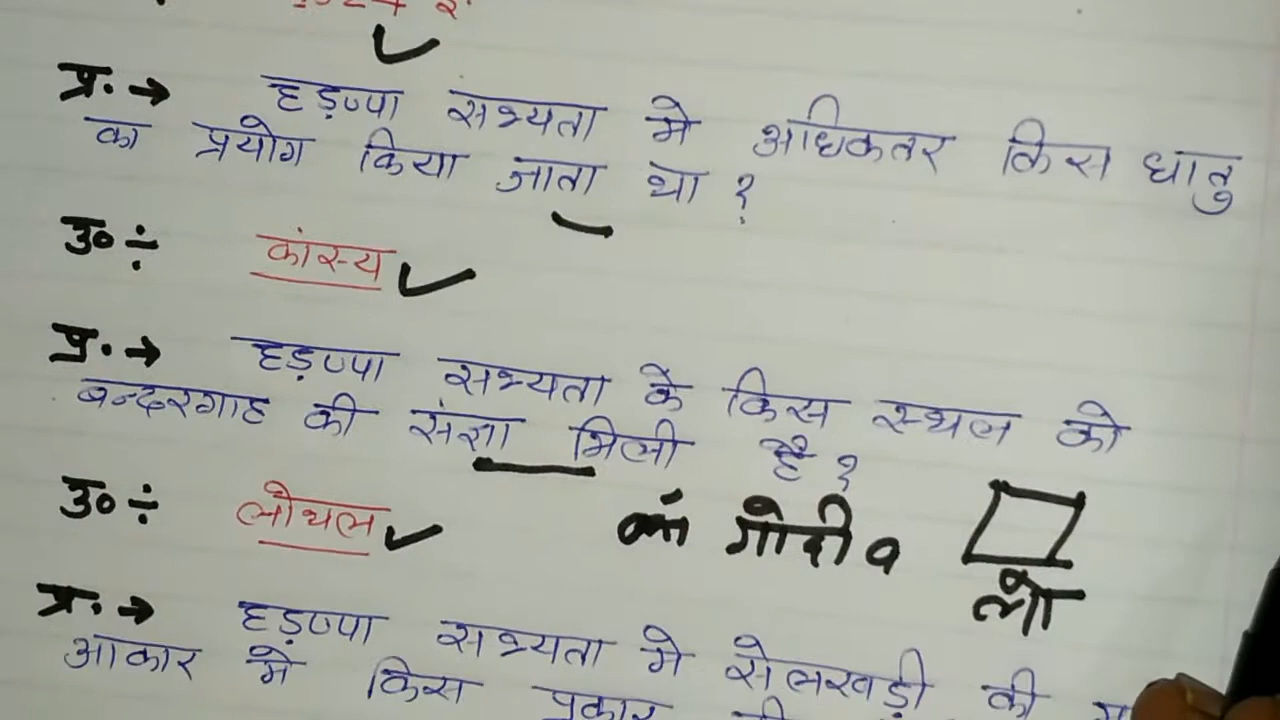 प्र.→ हड़प्पा सभ्यता मे अधिकतर किस धातु
का प्रयोग किया जाता था ?
उ० ÷ कांस्य
प्र.→ हड़प्पा सभ्यता के किस स्थल को
बन्दरगाह की संज्ञा मिली है ?
उ० ÷ लोथल
गोदी
लो
प्र.→ हड़प्पा सभ्यता मे सेलखड़ी की
आकार मे किस प्रकार